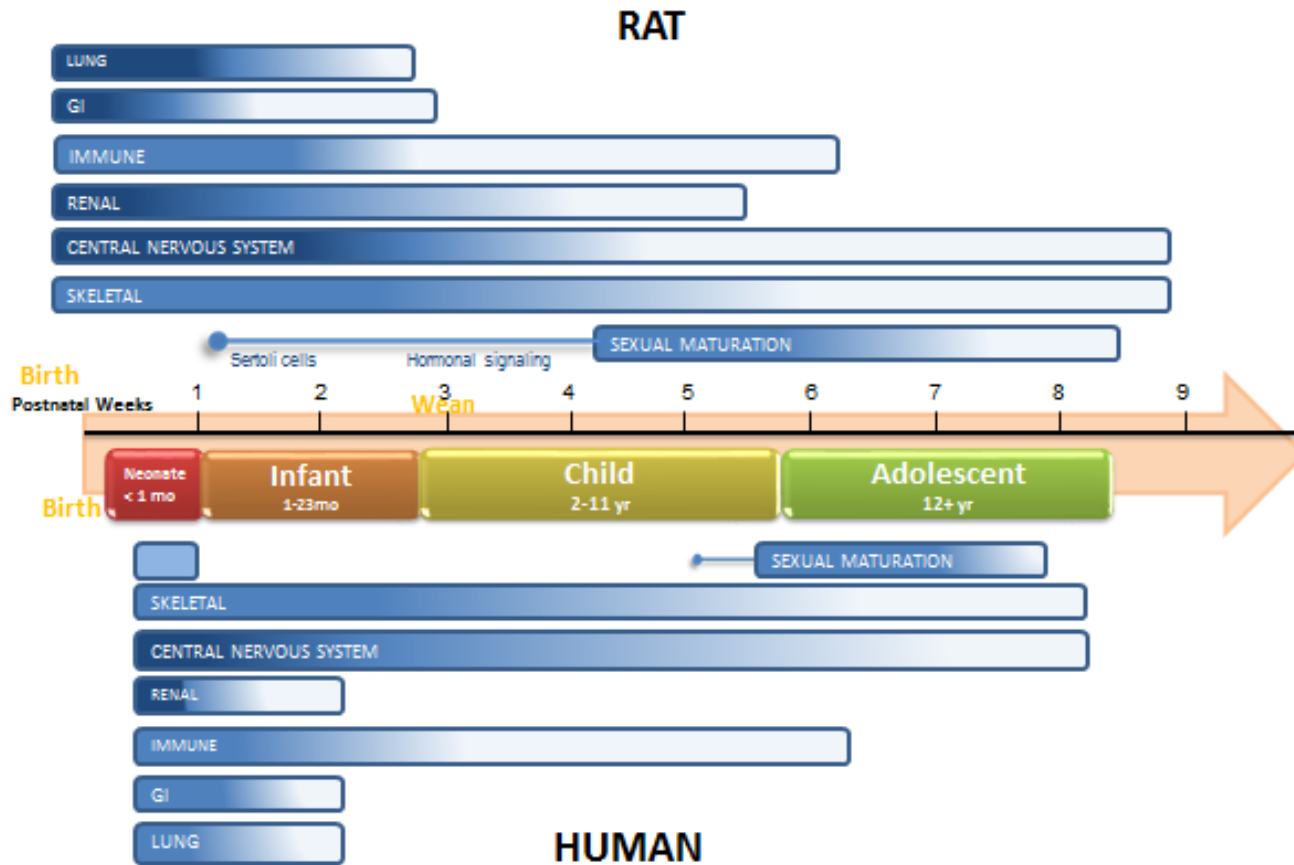 RAT
LUNG
GI
IMMUNE
RENAL
CENTRAL NERVOUS SYSTEM
SKELETAL
SEXUAL MATURATION
Sertoli cells Hormonal signaling
Birth
Postnatal Weeks 1 2 3 4 5 6 7 8 9
Wean
Neonate
< 1 mo
Infant
1-23mo
Child
2-11 yr
Adolescent
12+ yr
Birth
SEXUAL MATURATION
SKELETAL
CENTRAL NERVOUS SYSTEM
RENAL
IMMUNE
GI
LUNG
HUMAN